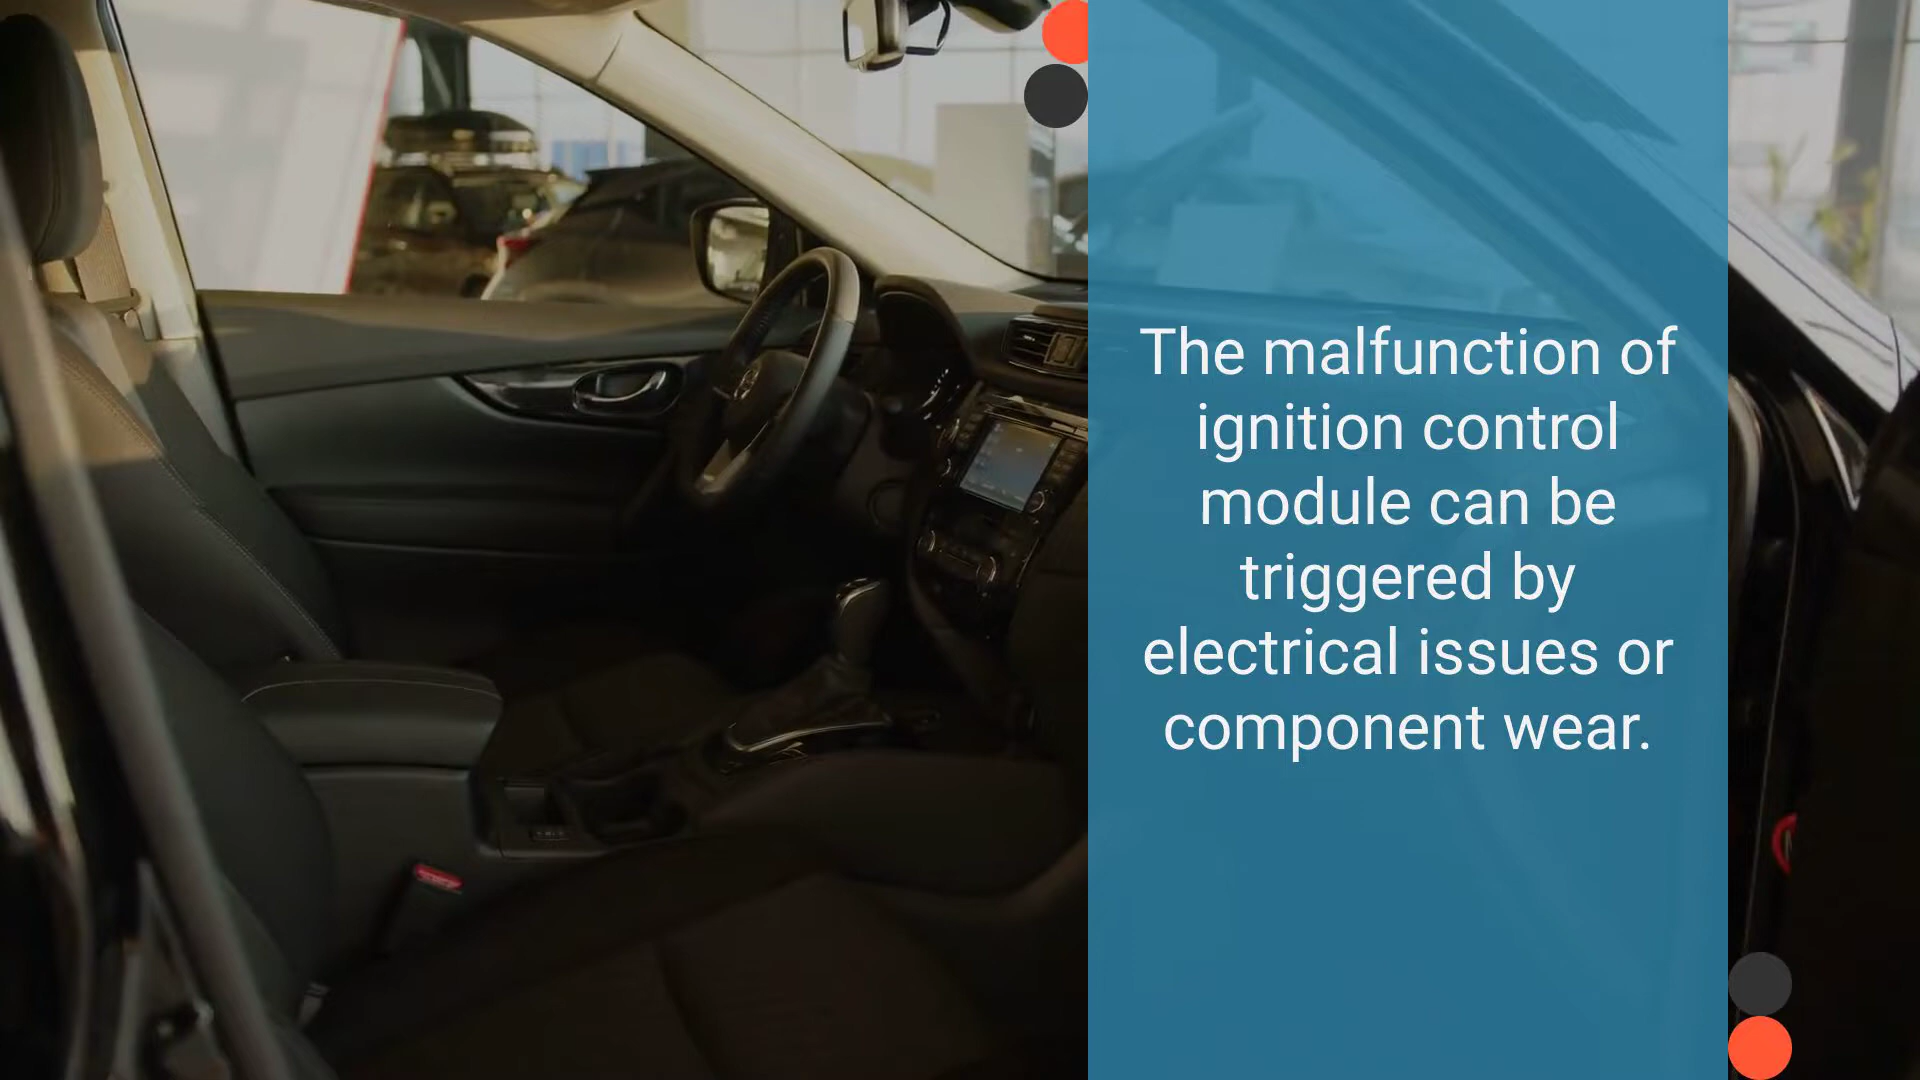 The malfunction of
ignition control
module can be
triggered by
electrical issues or
component wear.